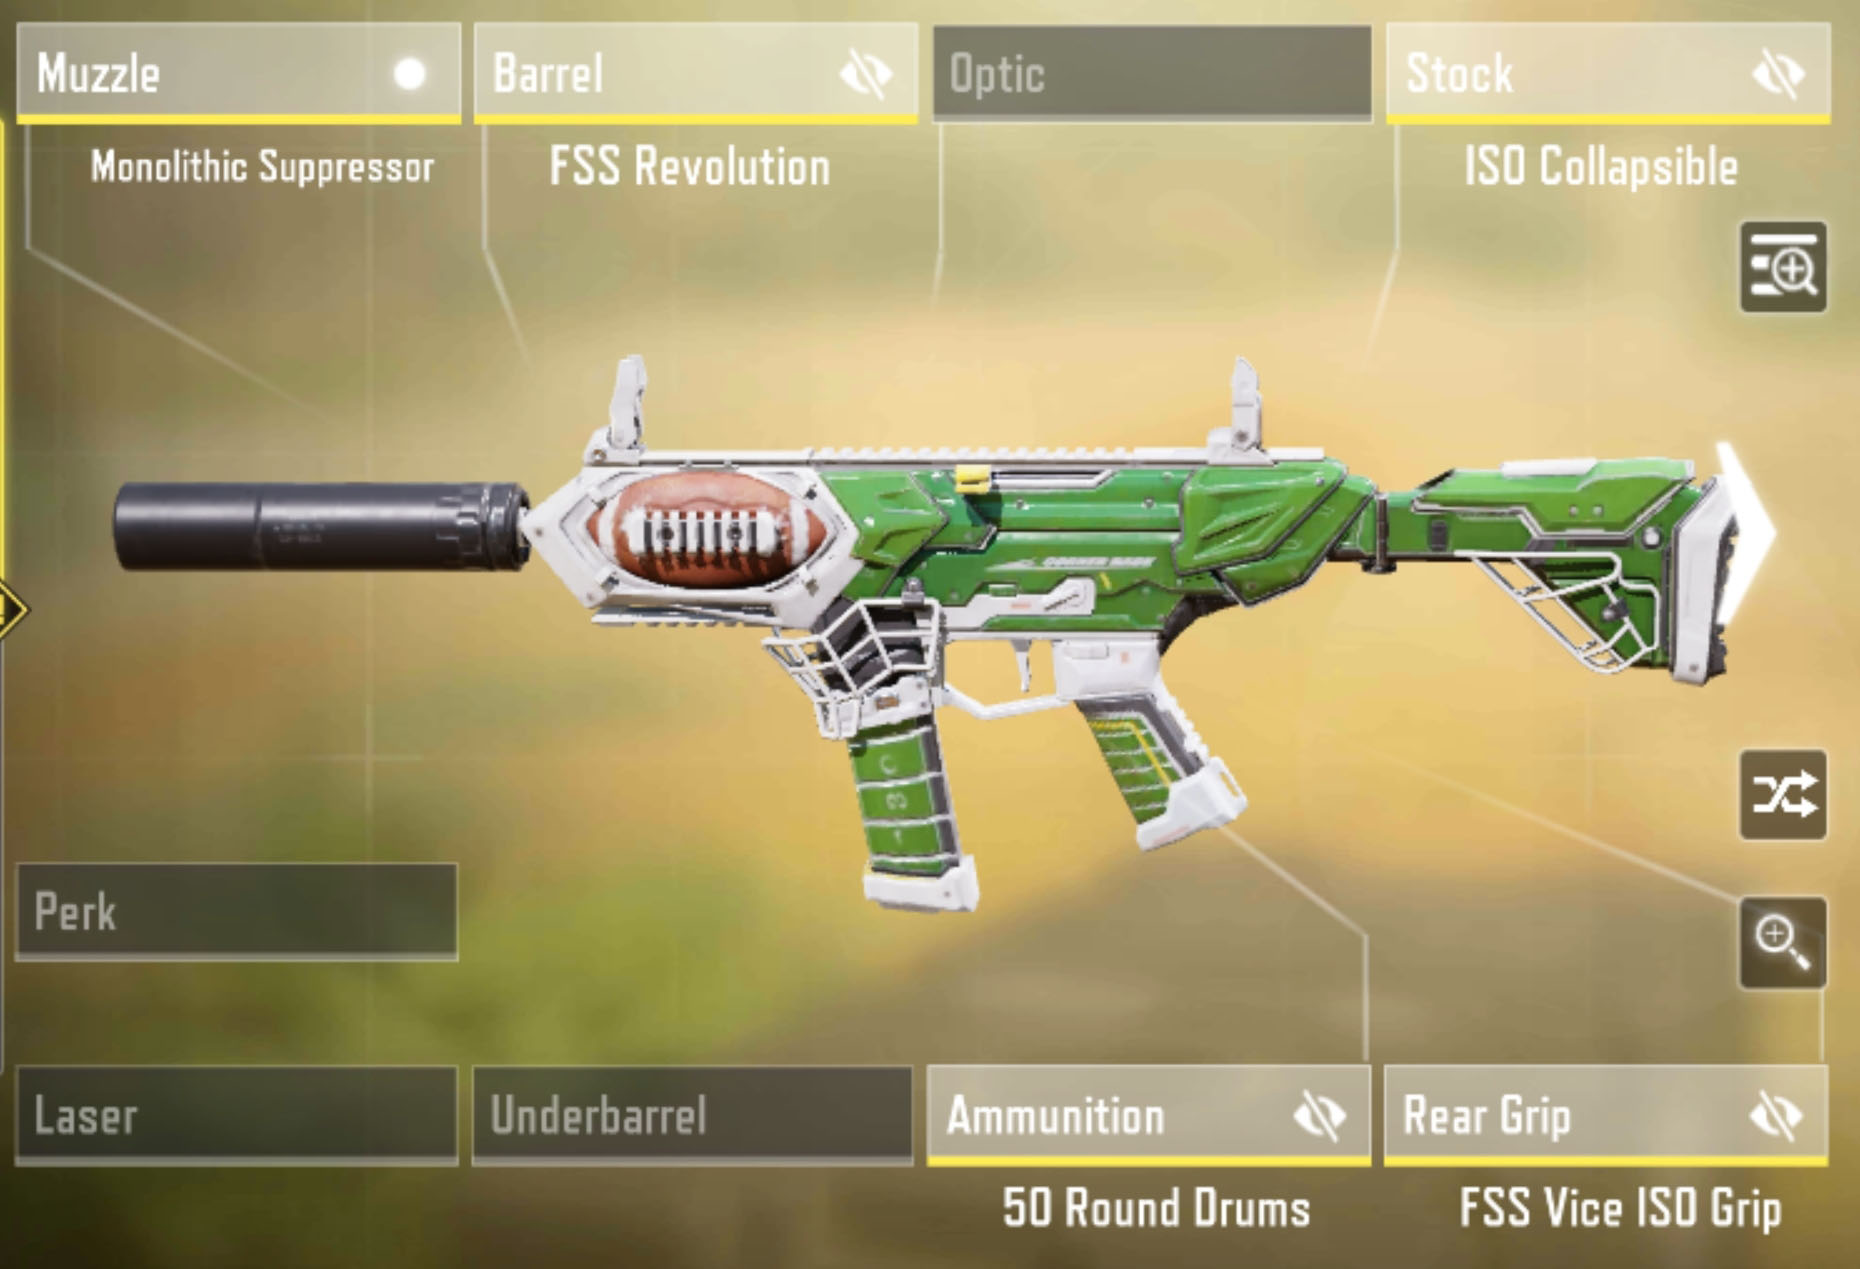 Muzzle
Barrel
Optic
Stock
Monolithic Suppressor
FSS Revolution
ISO Collapsible
Perk
Laser
Underbarrel
Ammunition
Rear Grip
50 Round Drums
FSS Vice ISO Grip